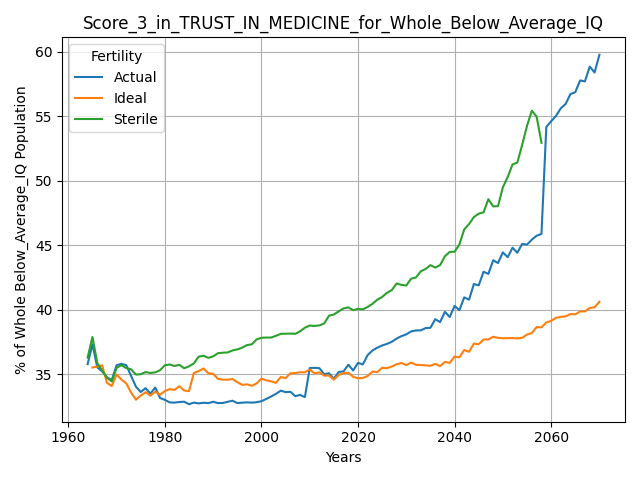 Score_3_in_TRUST_IN_MEDICINE_for_Whole_Below_Average_IQ
Fertility
Actual
Ideal
Sterile
% of Whole Below_Average_IQ Population
60
55
50
45
40
35
1960
1980
2000
2020
2040
2060
Years